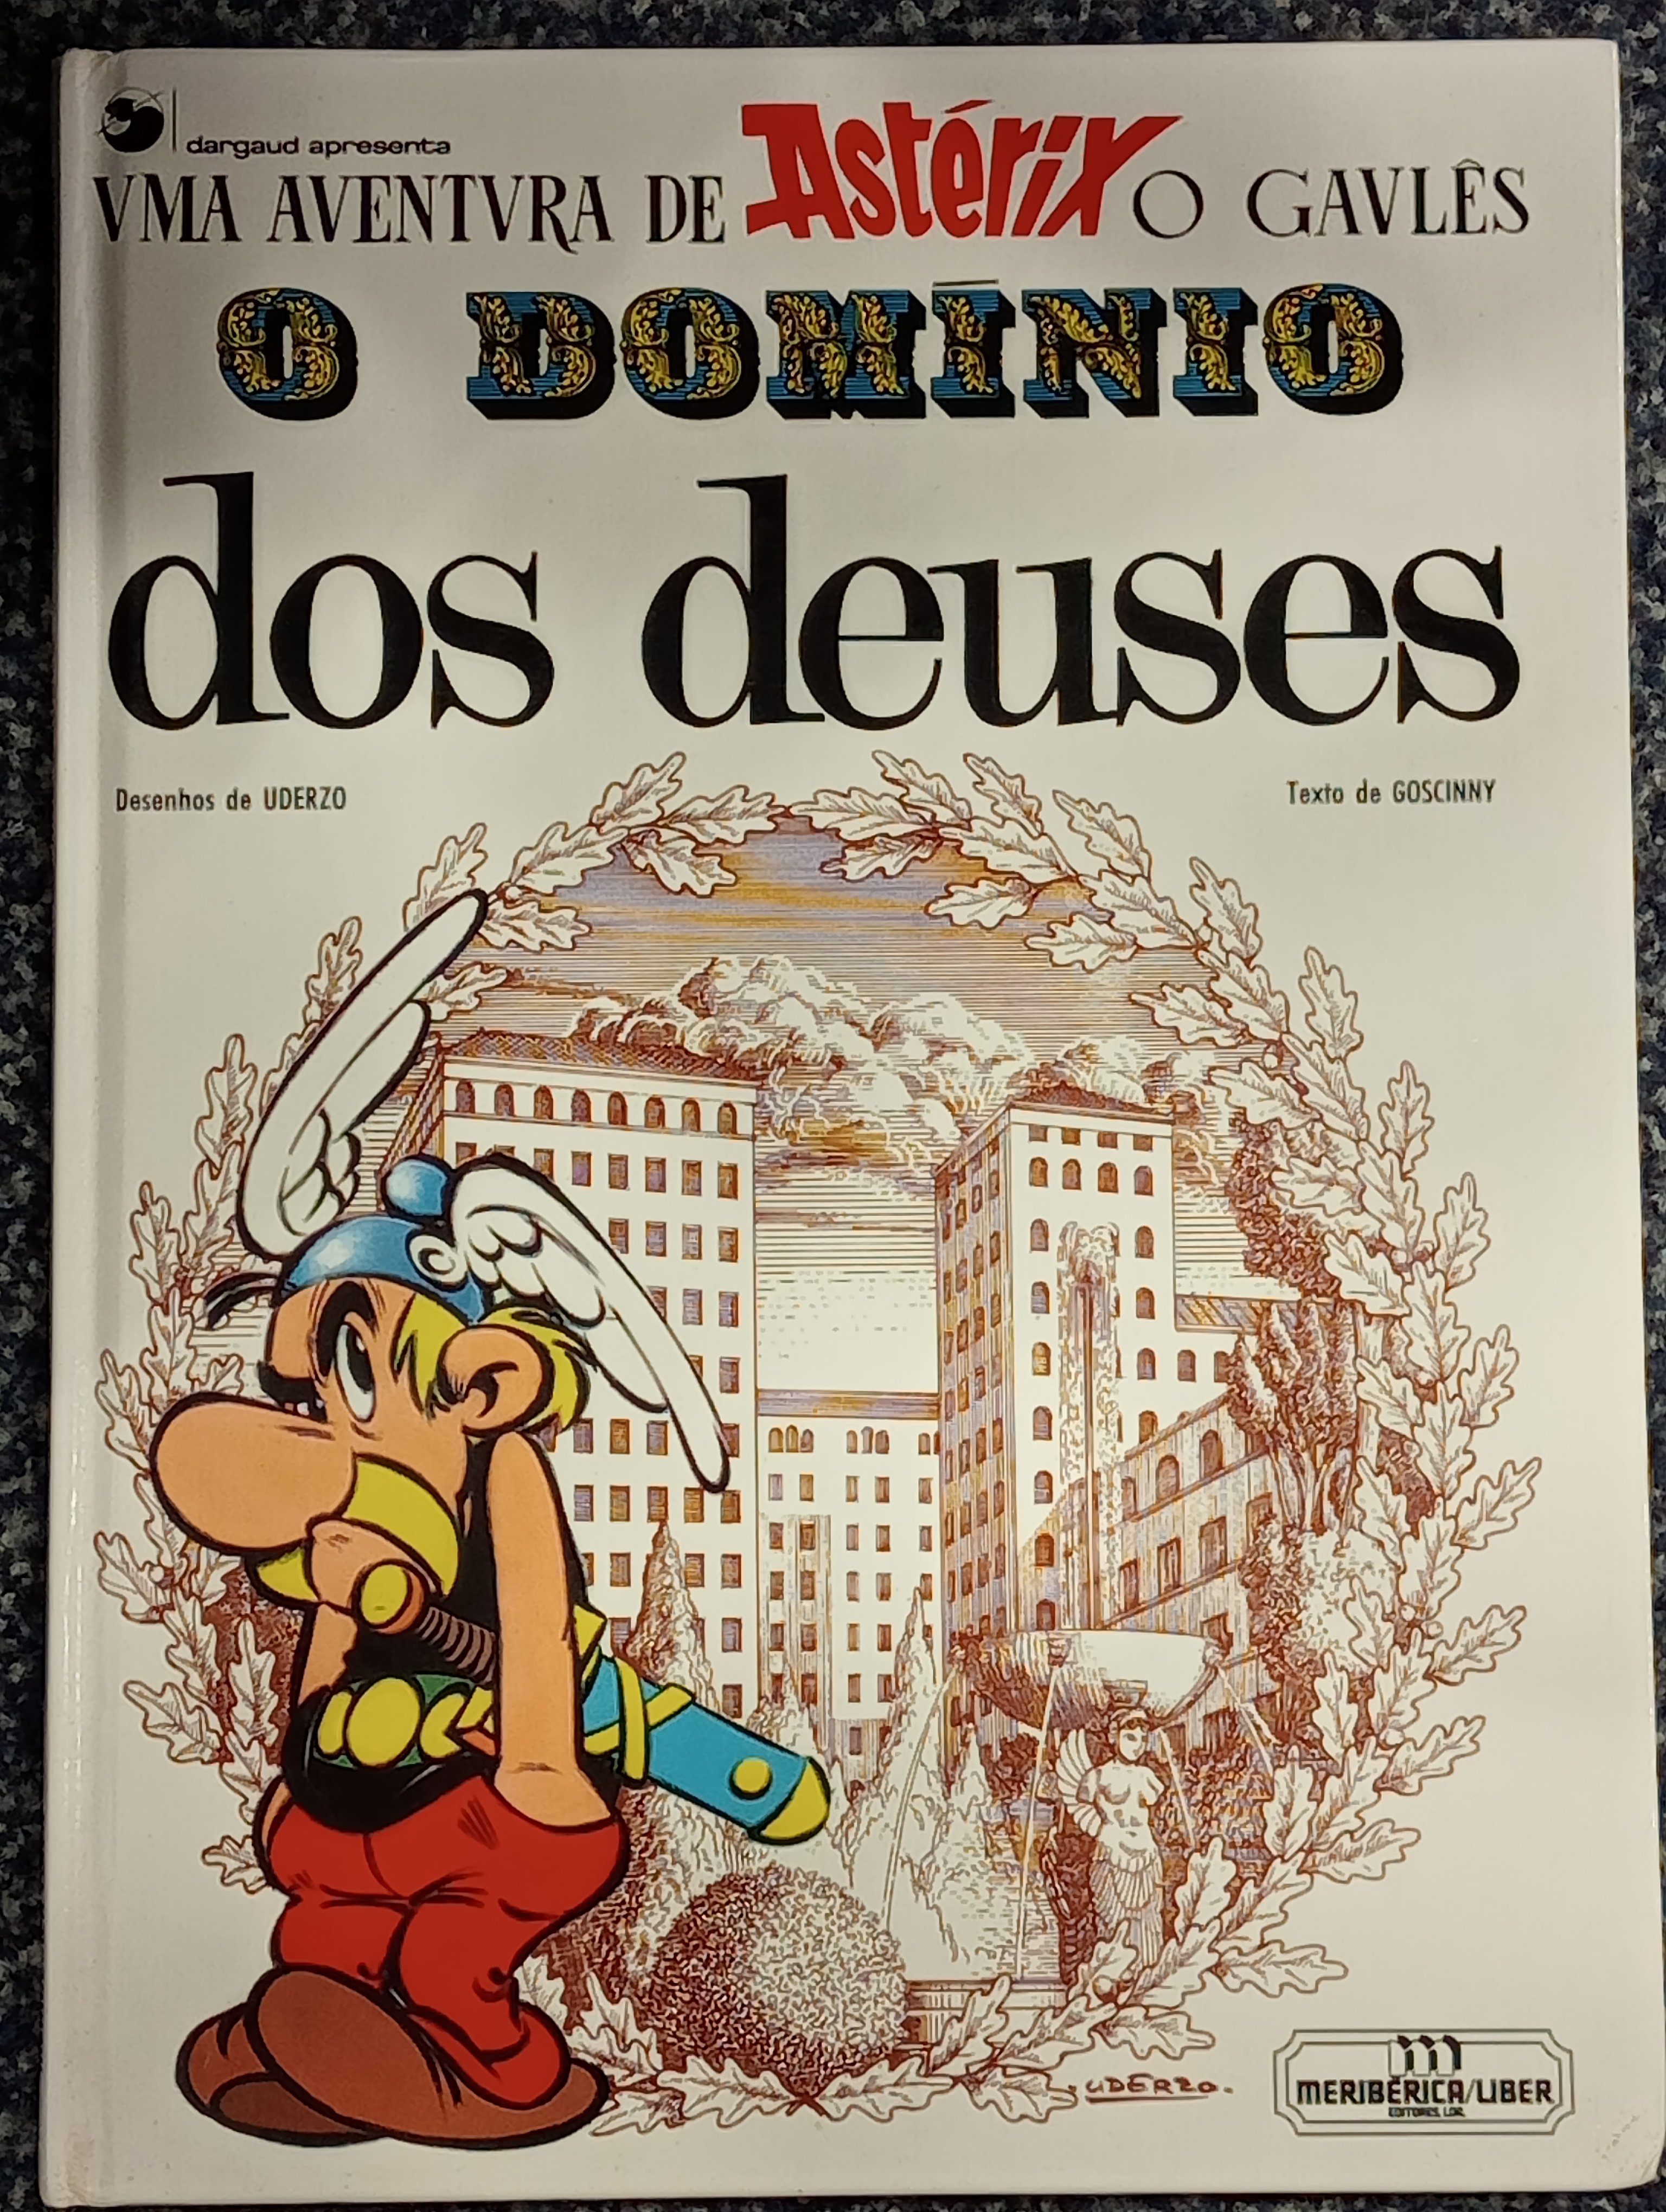 dargaud apresenta
VMA AVENTVRA DE Astérix O GAVLÊS
O DOMÍNIO
dos deuses
Desenhos de UDERZO
Texto de GOSCINNY
UDERZO.
m
MERIBÉRICA/LIBER
EDITORES, LDA.